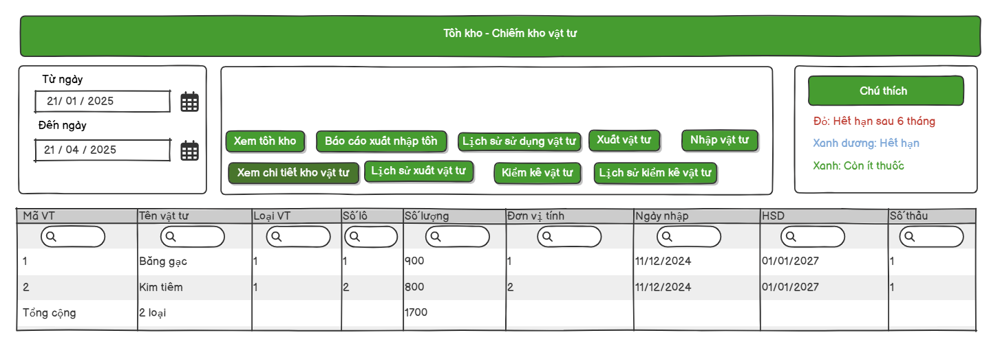 Tồn kho - Chiếm kho vật tư
Từ ngày
21/ 01 / 2025
Đến ngày
21 / 04 / 2025
Xem tồn kho
Báo cáo xuất nhập tồn
Lịch sử sử dụng vật tư
Xuất vật tư
Nhập vật tư
Xem chi tiết kho vật tư
Lịch sử xuất vật tư
Kiểm kê vật tư
Lịch sử kiểm kê vật tư
Chú thích
Đỏ: Hết hạn sau 6 tháng
Xanh dương: Hết hạn
Xanh: Còn ít thuốc
Mã VT Tên vật tư Loại VT Số lô Số lượng Đơn vị tính Ngày nhập HSD Số thầu
1 Băng gạc 1 1 900 1 11/12/2024 01/01/2027 1
2 Kim tiêm 1 2 800 2 11/12/2024 01/01/2027 1
Tổng cộng 2 loại 1700